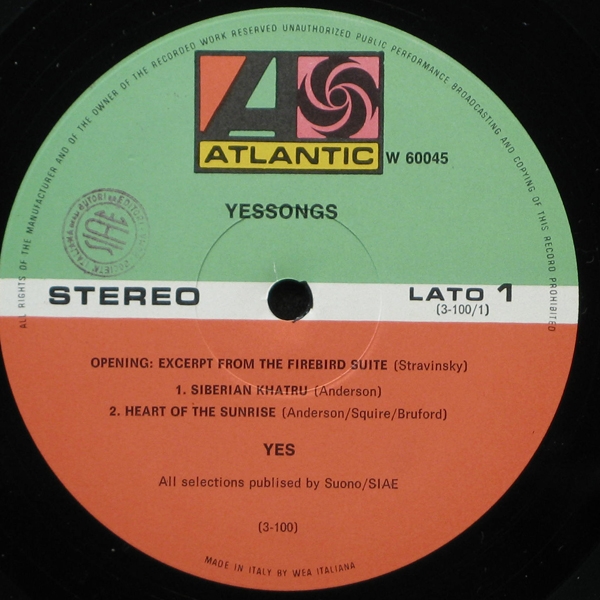 ALL RIGHTS OF THE MANUFACTURER AND OF THE OWNER OF THE RECORDED WORK RESERVED UNAUTHORIZED PUBLIC PERFORMANCE BROADCASTING AND COPYING OF THIS RECORD PROHIBITED
A
ATLANTIC
W 60045
YESSONGS
SIAE
STEREO
LATO 1
(3-100/1)
OPENING: EXCERPT FROM THE FIREBIRD SUITE (Stravinsky)
1. SIBERIAN KHATRU (Anderson)
2. HEART OF THE SUNRISE (Anderson/Squire/Bruford)
YES
All selections publised by Suono/SIAE
(3-100)
MADE IN ITALY BY WEA ITALIANA